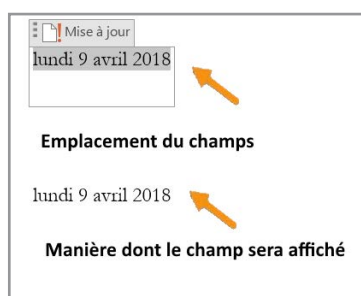 Mise à jour
lundi 9 avril 2018
Emplacement du champs
lundi 9 avril 2018
Manière dont le champ sera affiché